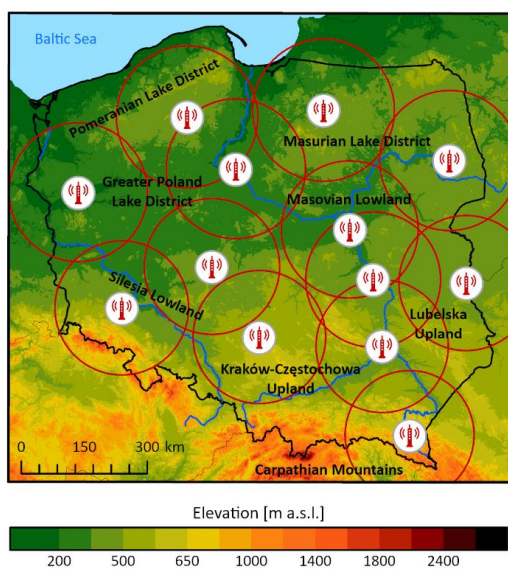 Baltic Sea
Pomeranian Lake District
Masurian Lake District
Greater Poland
Lake District
Masovian Lowland
Silesia Lowland
Lubelska
Upland
Kraków-Częstochowa
Upland
0 150 300 km
Carpathian Mountains
Elevation [m a.s.l.]
200 500 650 1000 1400 1800 2400